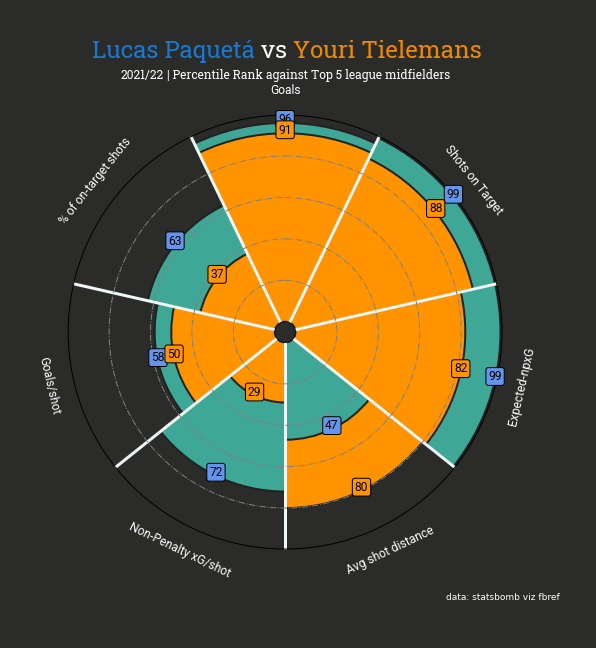 Lucas Paquetá vs Youri Tielemans
2021/22 | Percentile Rank against Top 5 league midfielders
Goals
96
91
Shots on Target
99
88
% of on-target shots
63
37
Expected-npxG
99
82
Goals/shot
58
50
29
47
Non-Penalty xG/shot
72
Avg shot distance
80
data: statsbomb viz fbref